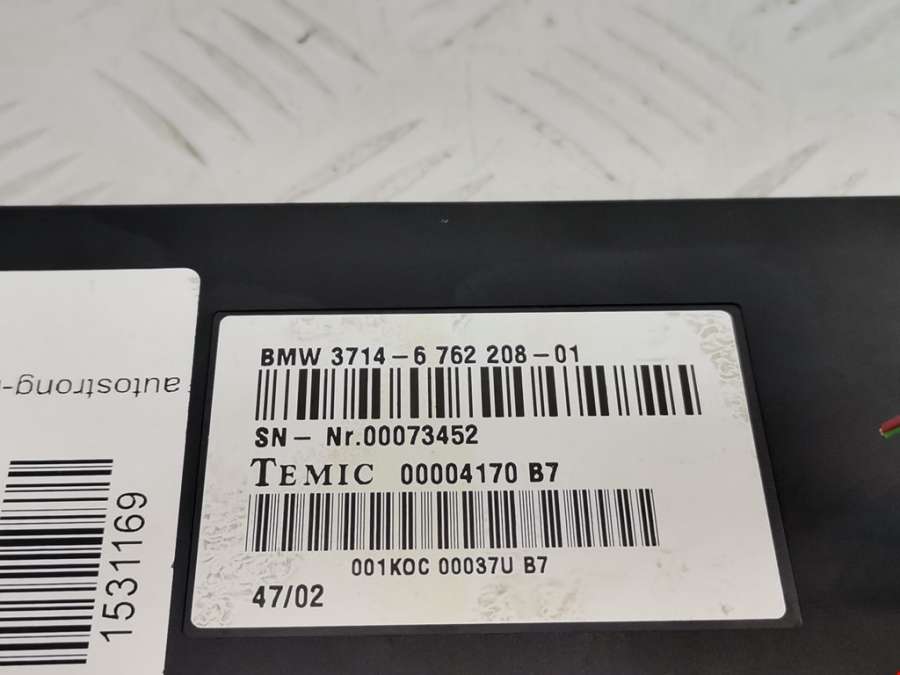 BMW 3714-6 762 208-01
SN- Nr.00073452
TEMIC 00004170 B7
001KOC 00037U B7
47/02
autostrong-
1531169